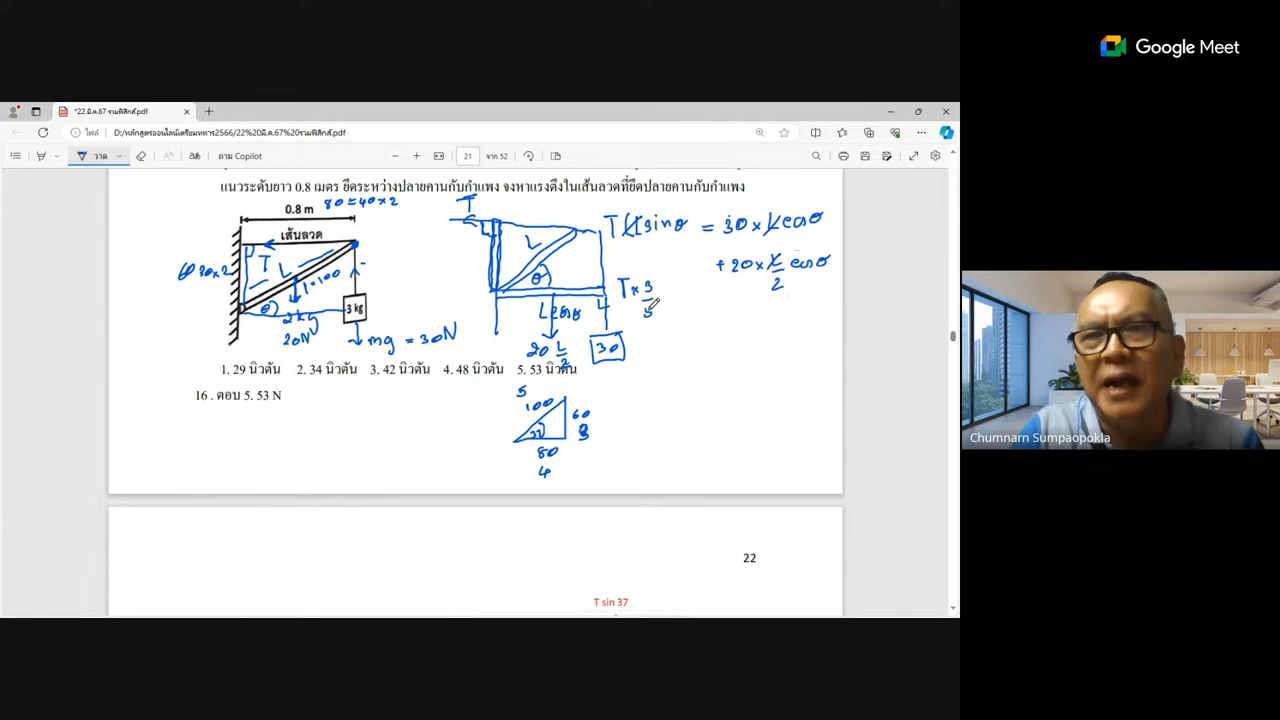 Google Meet
*22 มี.ค.67 รวมฟิสิกส์.pdf
ไฟล์
D:/หลักสูตรออนไลน์เตรียมทหาร2566/22%20มี.ค.67%20รวมฟิสิกส์.pdf
วาด
ถาม Copilot
21
จาก 52
แนวระดับยาว 0.8 เมตร ยึดระหว่างปลายคานกับกำแพง จงหาแรงตึงในเส้นลวดที่ยึดปลายคานกับกำแพง
80 = 40 x 2
0.8 m
เส้นลวด
T
L
60 30x2
L=100
θ
2 kg
20N
3 kg
mg = 30N
T
L
θ
L cosθ
20
L/2
30
T L sinθ = 30 x L cosθ
+ 20 x L/2 cosθ
T x 3/5
1. 29 นิวตัน 2. 34 นิวตัน 3. 42 นิวตัน 4. 48 นิวตัน 5. 53 นิวตัน
16 . ตอบ 5. 53 N
5
100
60
3
37
80
4
Chumnarn Sumpaopokla
22
T sin 37